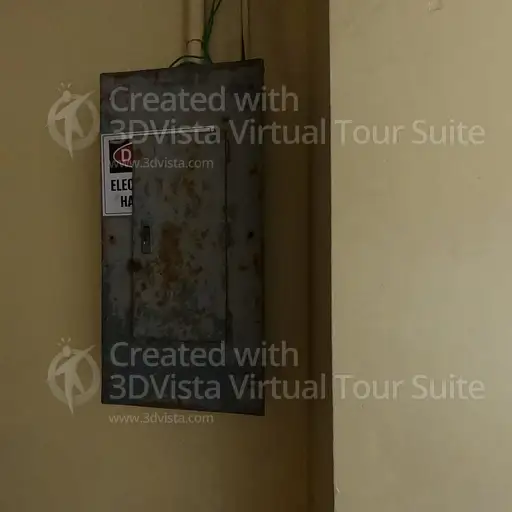 Created with
3DVista Virtual Tour Suite
www.3dvista.com
D
ELEC
HA
Created with
3DVista Virtual Tour Suite
www.3dvista.com